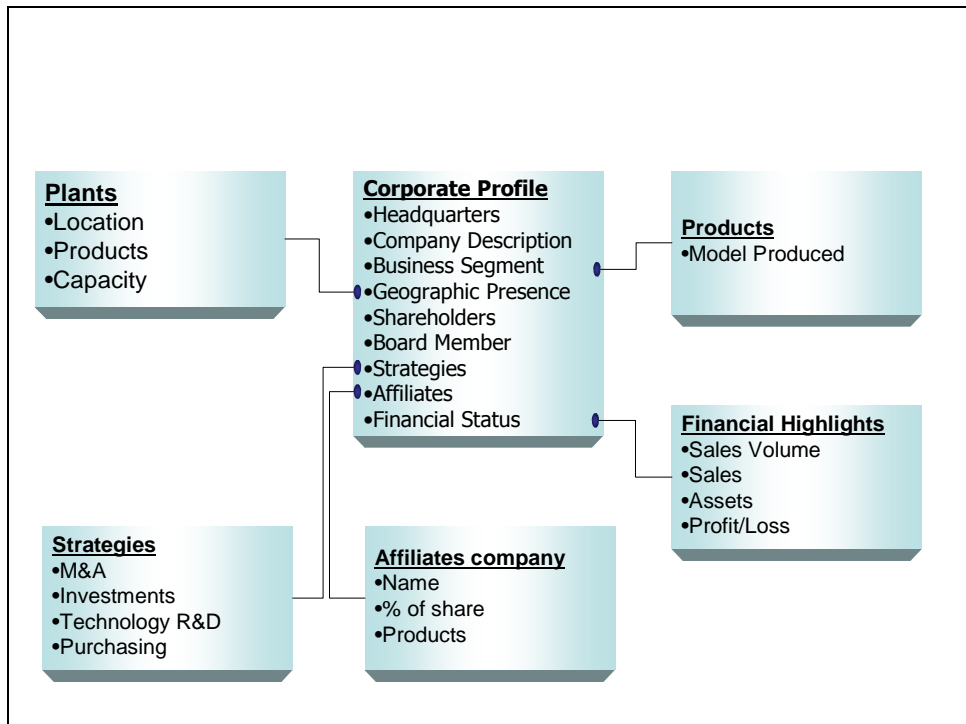 Plants
•Location
•Products
•Capacity
Corporate Profile
•Headquarters
•Company Description
•Business Segment
•Geographic Presence
•Shareholders
•Board Member
•Strategies
•Affiliates
•Financial Status
Products
•Model Produced
Financial Highlights
•Sales Volume
•Sales
•Assets
•Profit/Loss
Strategies
•M&A
•Investments
•Technology R&D
•Purchasing
Affiliates company
•Name
•% of share
•Products